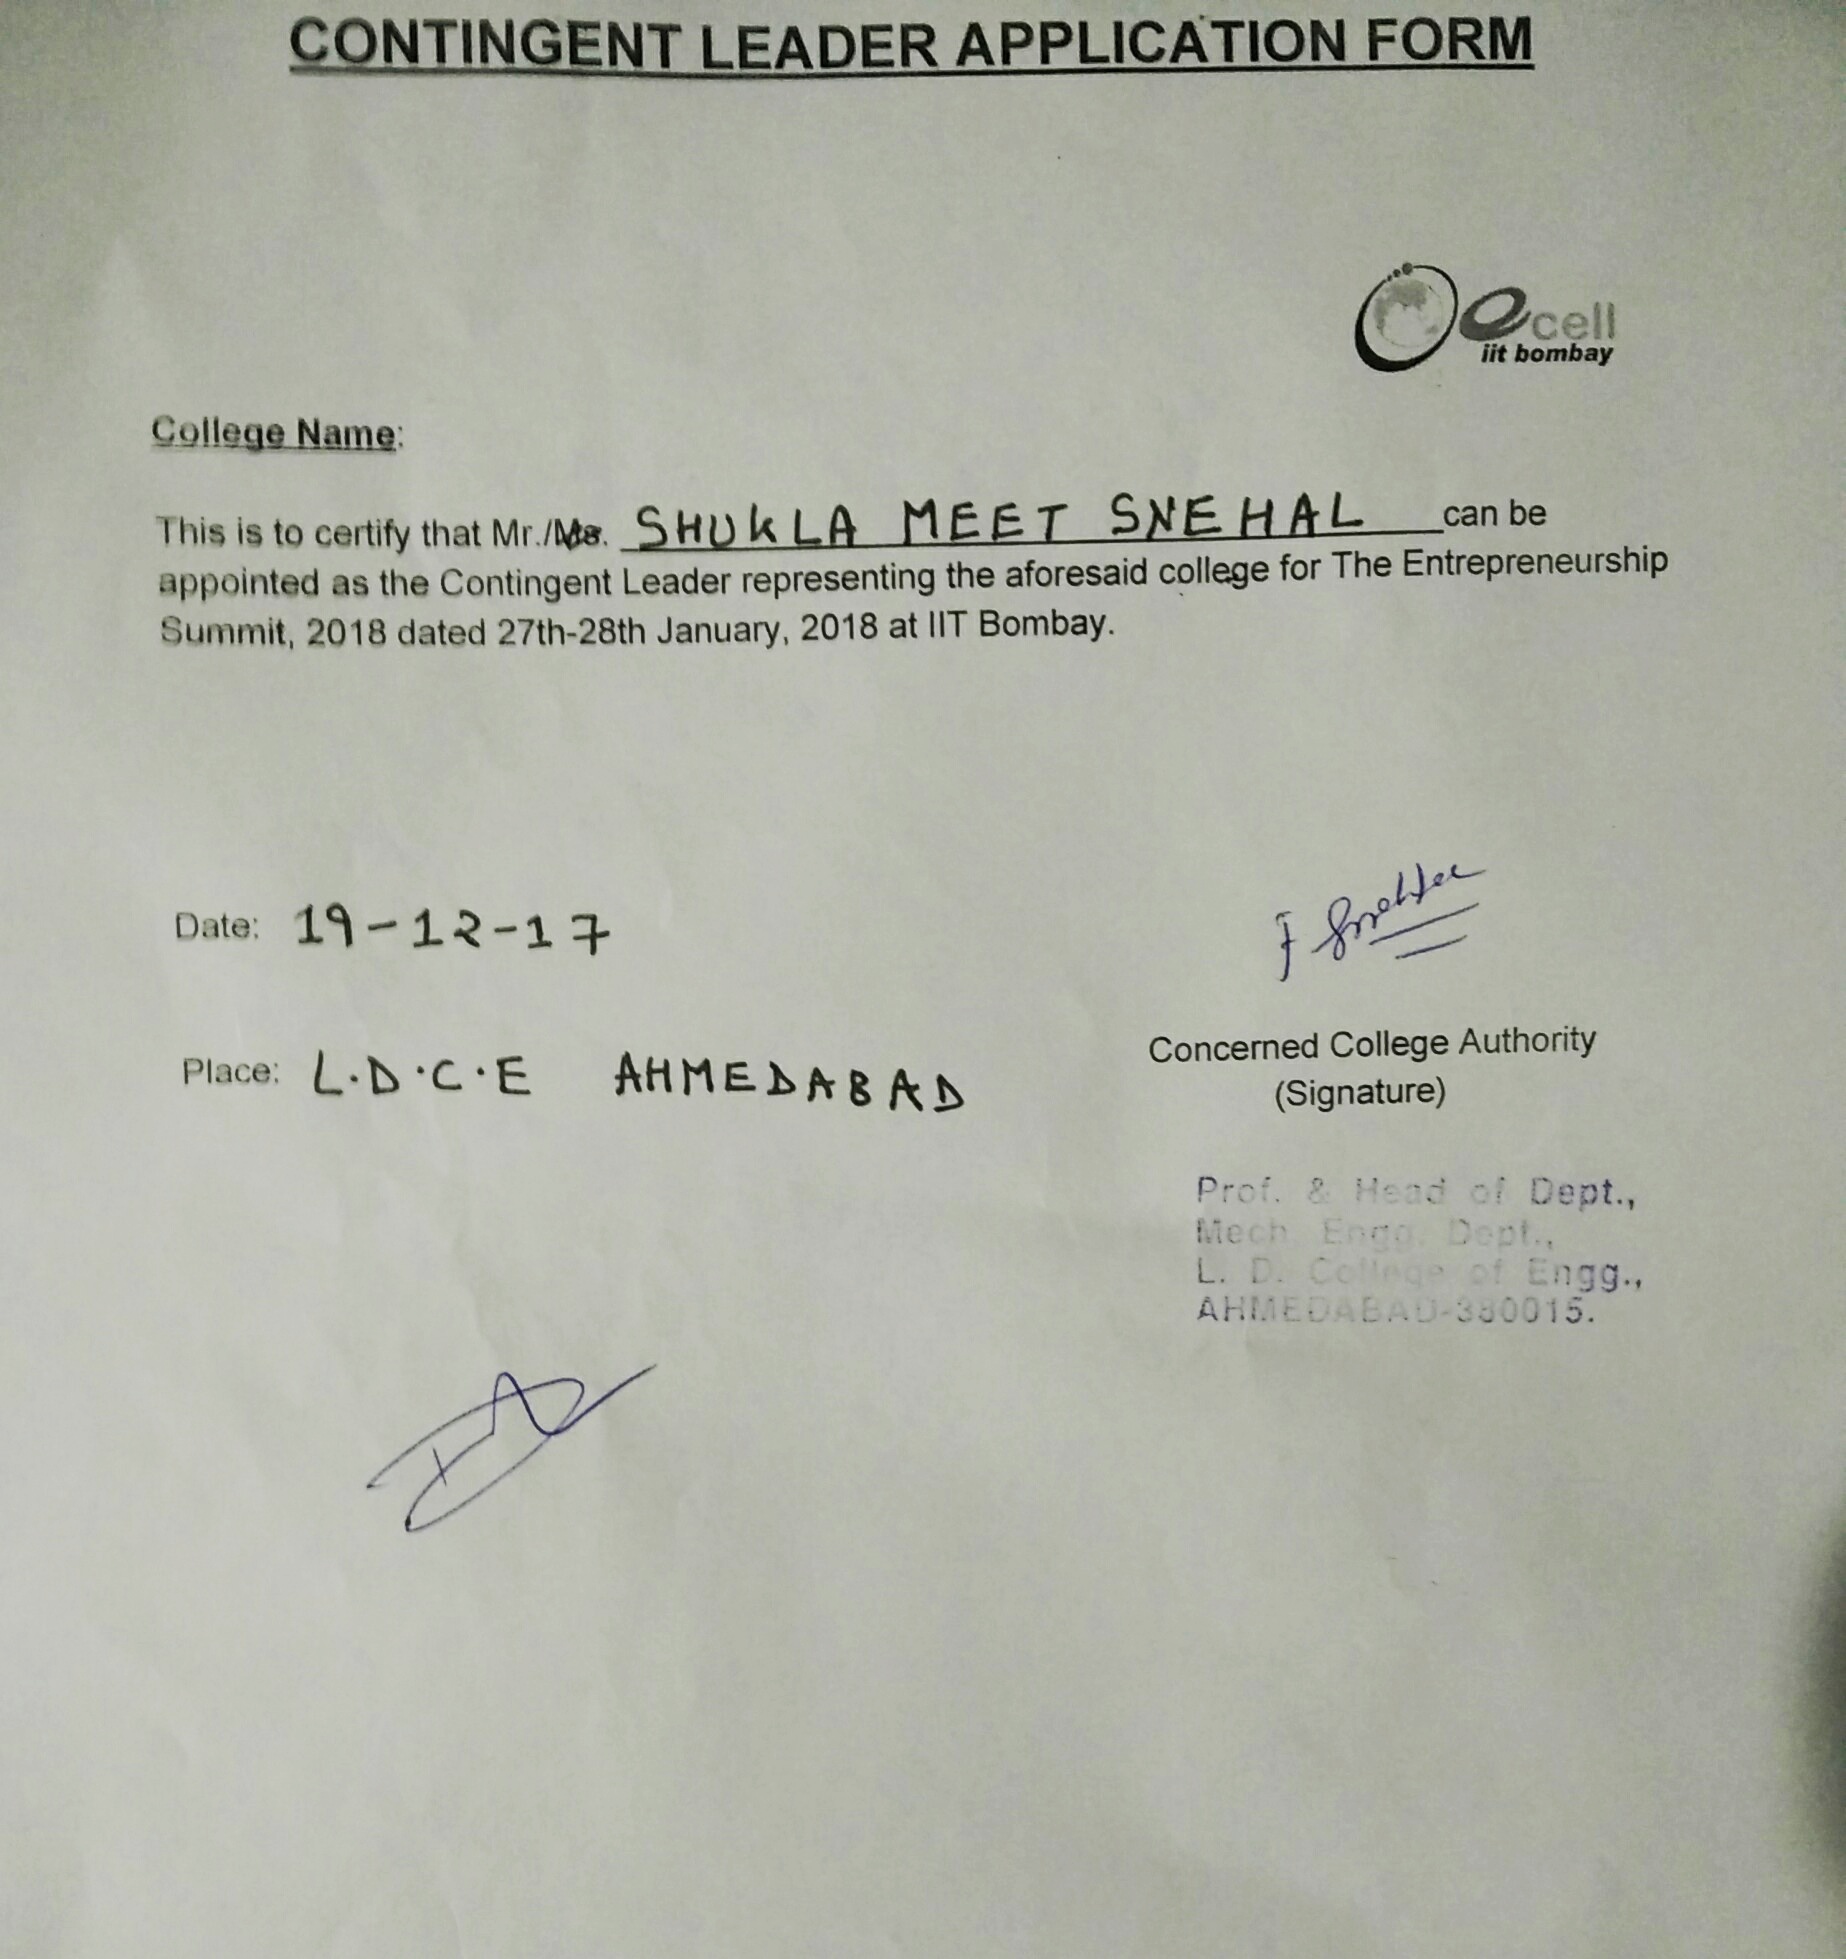 CONTINGENT LEADER APPLICATION FORM
ecell
iit bombay
College Name:
This is to certify that Mr./Ms. SHUKLA MEET SNEHAL can be
appointed as the Contingent Leader representing the aforesaid college for The Entrepreneurship
Summit, 2018 dated 27th-28th January, 2018 at IIT Bombay.
Date: 19-12-17
Place: L.D.C.E AHMEDABAD
Concerned College Authority
(Signature)
Prof. & Head of Dept.,
Mech. Engg. Dept.,
L. D. College of Engg.,
AHMEDABAD-380015.